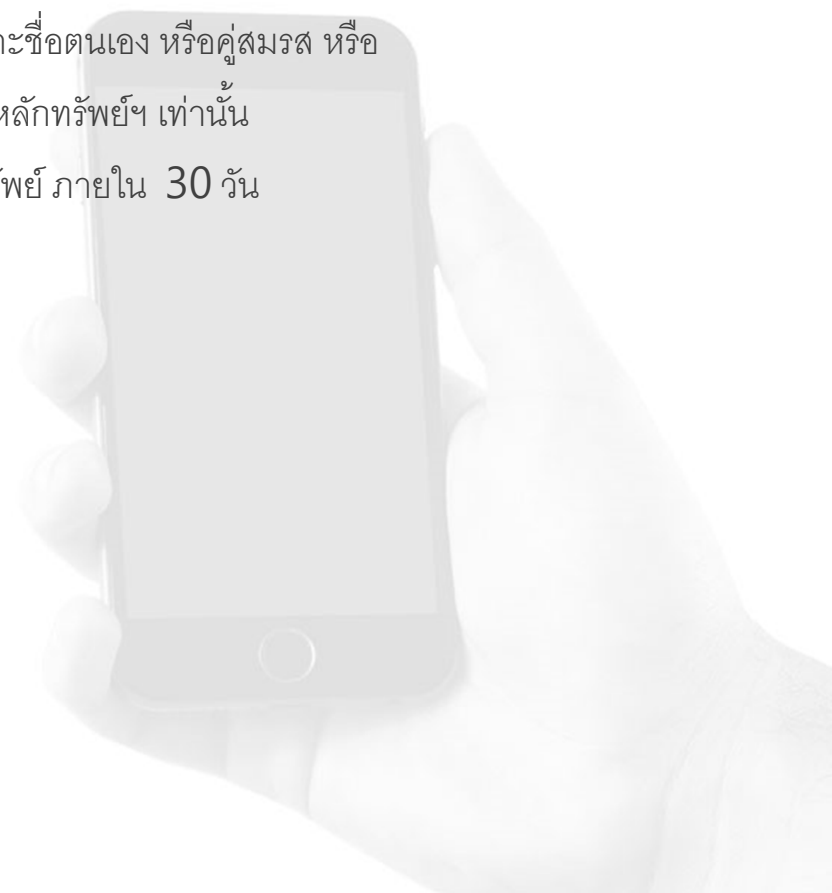 ะชื่อตนเอง หรือคู่สมรส หรือ
หลักทรัพย์ฯ เท่านั้น
พย์ ภายใน 30 วัน